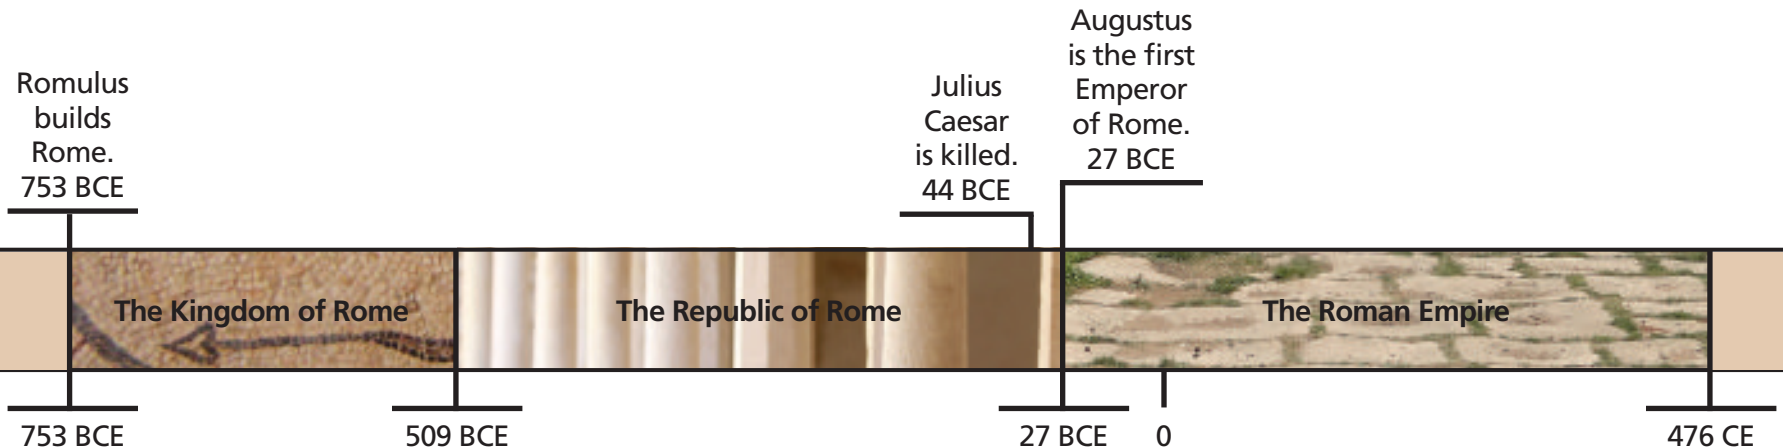 Romulus
builds
Rome.
753 BCE
Julius
Caesar
is killed.
44 BCE
Augustus
is the first
Emperor
of Rome.
27 BCE
The Kingdom of Rome
The Republic of Rome
The Roman Empire
753 BCE
509 BCE
27 BCE
0
476 CE